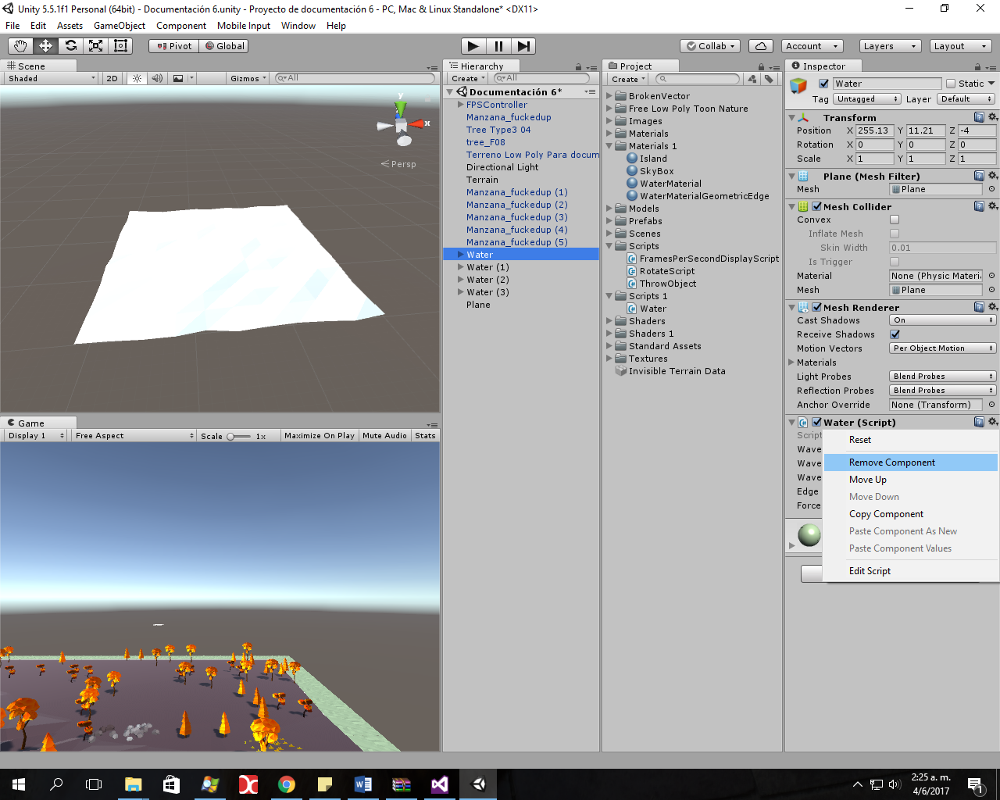 Unity 5.5.1f1 Personal (64bit) - Documentación 6.unity - Proyecto de documentación 6 - PC, Mac & Linux Standalone* <DX11>
File Edit Assets GameObject Component Mobile Input Window Help
Pivot Global Collab Account Layers Layout
Scene
Shaded 2D Gizmos All
y
x
Persp
Game
Display 1 Free Aspect Scale 1x Maximize On Play Mute Audio Stats
Hierarchy
Create All
Documentación 6*
FPSController
Manzana_fuckedup
Tree Type3 04
tree_F08
Terreno Low Poly Para docum
Directional Light
Terrain
Manzana_fuckedup (1)
Manzana_fuckedup (2)
Manzana_fuckedup (3)
Manzana_fuckedup (4)
Manzana_fuckedup (5)
Water
Water (1)
Water (2)
Water (3)
Plane
Project
Create
BrokenVector
Free Low Poly Toon Nature
Images
Materials
Materials 1
Island
SkyBox
WaterMaterial
WaterMaterialGeometricEdge
Models
Prefabs
Scenes
Scripts
FramesPerSecondDisplayScript
RotateScript
ThrowObject
Scripts 1
Water
Shaders
Shaders 1
Standard Assets
Textures
Invisible Terrain Data
Inspector
Water Static
Tag Untagged Layer Default
Transform
Position X 255.13 Y 11.21 Z -4
Rotation X 0 Y 0 Z 0
Scale X 1 Y 1 Z 1
Plane (Mesh Filter)
Mesh Plane
Mesh Collider
Convex
Inflate Mesh
Skin Width 0.01
Is Trigger
Material None (Physic Materi
Mesh Plane
Mesh Renderer
Cast Shadows On
Receive Shadows
Motion Vectors Per Object Motion
Materials
Light Probes Blend Probes
Reflection Probes Blend Probes
Anchor Override None (Transform)
Water (Script)
Script
Wave
Wave
Wave
Edge
Force
Reset
Remove Component
Move Up
Move Down
Copy Component
Paste Component As New
Paste Component Values
Edit Script
2:25 a. m.
4/6/2017
1